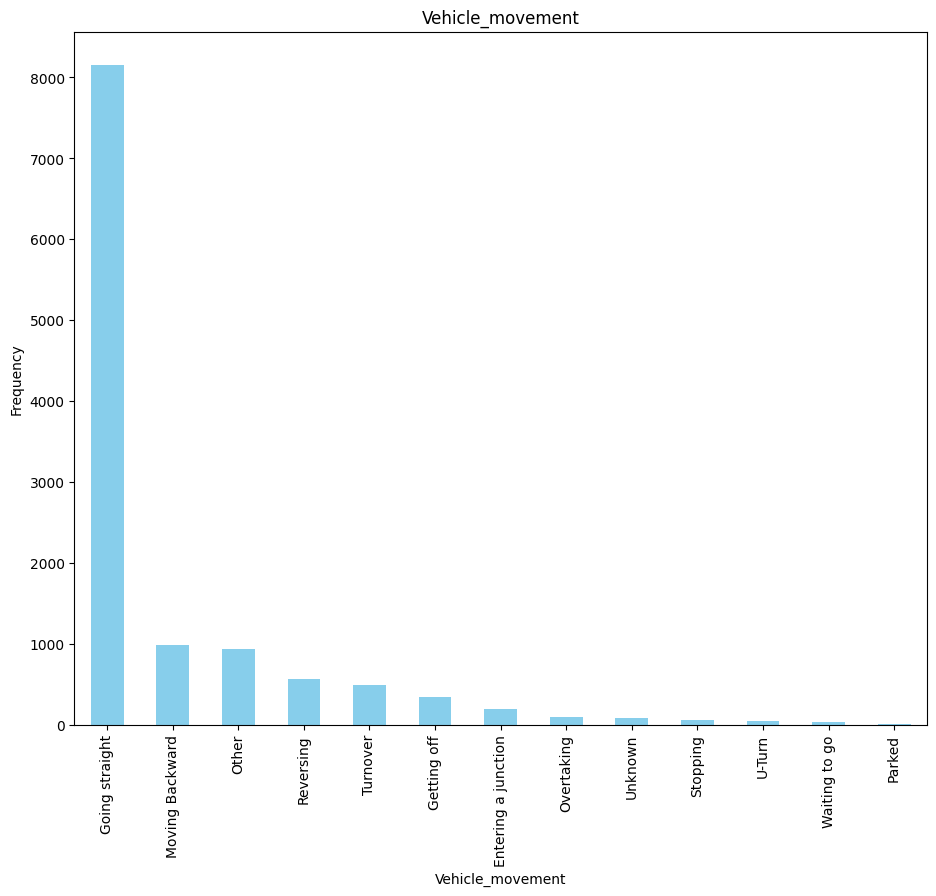 Vehicle_movement
Frequency
8000
7000
6000
5000
4000
3000
2000
1000
0
Going straight
Moving Backward
Other
Reversing
Turnover
Getting off
Entering a junction
Overtaking
Unknown
Stopping
U-Turn
Waiting to go
Parked
Vehicle_movement